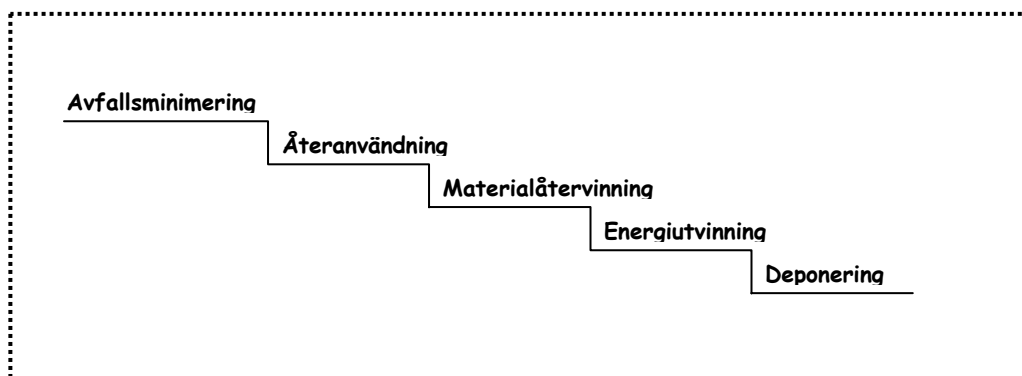 Avfallsminimering
Återanvändning
Materialåtervinning
Energiutvinning
Deponering